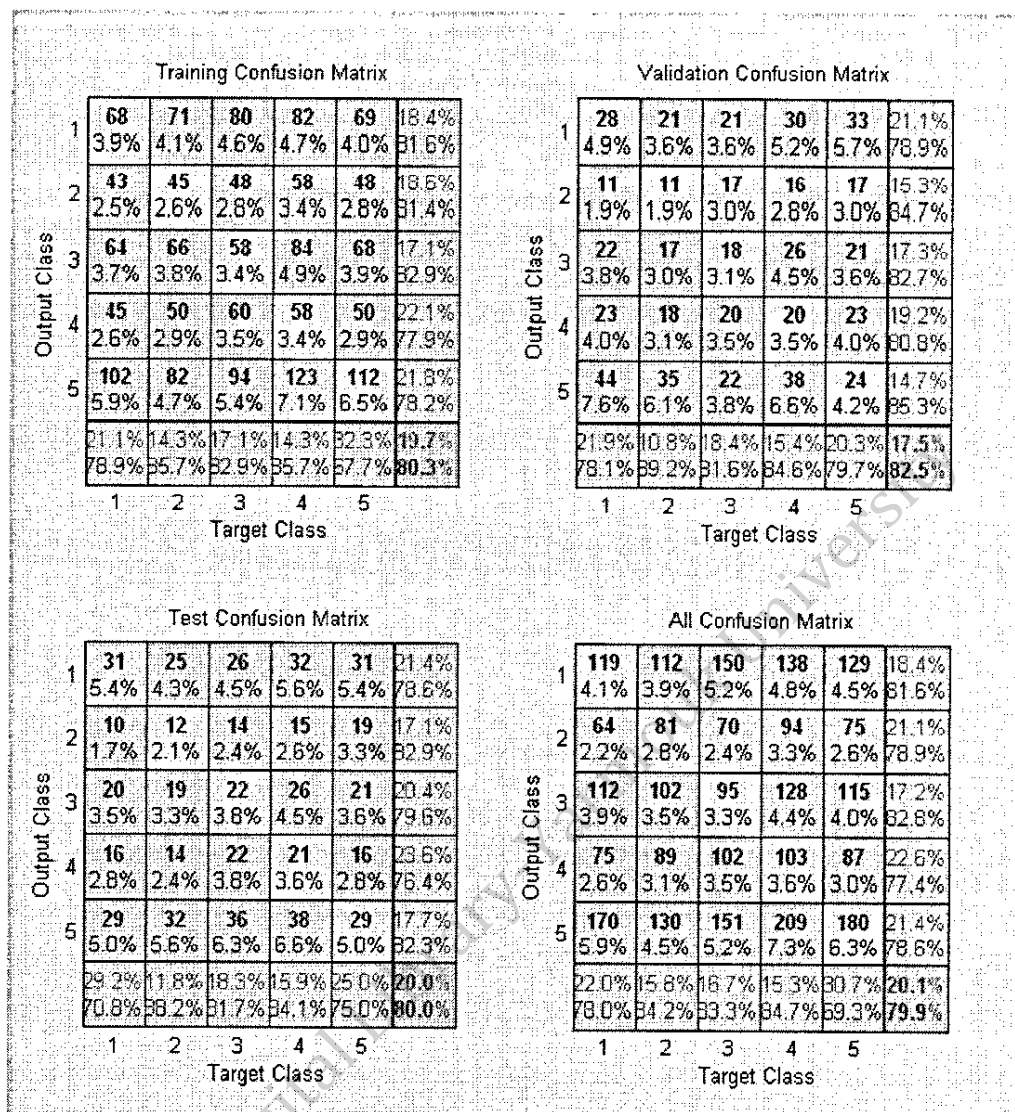 Training Confusion Matrix
68 71 80 82 69 18.4%
1
3.9% 4.1% 4.6% 4.7% 4.0% 81.6%
43 45 48 58 48 18.6%
2
2.5% 2.6% 2.8% 3.4% 2.8% 81.4%
64 66 58 84 68 17.1%
3
3.7% 3.8% 3.4% 4.9% 3.9% 82.9%
45 50 60 58 50 22.1%
4
2.6% 2.9% 3.5% 3.4% 2.9% 77.9%
102 82 94 123 112 21.8%
5
5.9% 4.7% 5.4% 7.1% 6.5% 78.2%
21.1% 14.3% 17.1% 14.3% 32.3% 19.7%
78.9% 85.7% 82.9% 85.7% 67.7% 80.3%
1 2 3 4 5
Target Class
Output Class
Validation Confusion Matrix
28 21 21 30 33 21.1%
1
4.9% 3.6% 3.6% 5.2% 5.7% 78.9%
11 11 17 16 17 15.3%
2
1.9% 1.9% 3.0% 2.8% 3.0% 84.7%
22 17 18 26 21 17.3%
3
3.8% 3.0% 3.1% 4.5% 3.6% 82.7%
23 18 20 20 23 19.2%
4
4.0% 3.1% 3.5% 3.5% 4.0% 80.8%
44 35 22 38 24 14.7%
5
7.6% 6.1% 3.8% 6.6% 4.2% 85.3%
21.9% 10.8% 18.4% 15.4% 20.3% 17.5%
78.1% 89.2% 81.6% 84.6% 79.7% 82.5%
1 2 3 4 5
Target Class
Output Class
Test Confusion Matrix
31 25 26 32 31 21.4%
1
5.4% 4.3% 4.5% 5.6% 5.4% 78.6%
10 12 14 15 19 17.1%
2
1.7% 2.1% 2.4% 2.6% 3.3% 82.9%
20 19 22 26 21 20.4%
3
3.5% 3.3% 3.8% 4.5% 3.6% 79.6%
16 14 22 21 16 23.6%
4
2.8% 2.4% 3.8% 3.6% 2.8% 76.4%
29 32 36 38 29 17.7%
5
5.0% 5.6% 6.3% 6.6% 5.0% 82.3%
29.2% 11.8% 18.3% 15.9% 25.0% 20.0%
70.8% 88.2% 81.7% 84.1% 75.0% 80.0%
1 2 3 4 5
Target Class
Output Class
All Confusion Matrix
119 112 150 138 129 18.4%
1
4.1% 3.9% 5.2% 4.8% 4.5% 81.6%
64 81 70 94 75 21.1%
2
2.2% 2.8% 2.4% 3.3% 2.6% 78.9%
112 102 95 128 115 17.2%
3
3.9% 3.5% 3.3% 4.4% 4.0% 82.8%
75 89 102 103 87 22.6%
4
2.6% 3.1% 3.5% 3.6% 3.0% 77.4%
170 130 151 209 180 21.4%
5
5.9% 4.5% 5.2% 7.3% 6.3% 78.6%
22.0% 15.8% 16.7% 15.3% 30.7% 20.1%
78.0% 84.2% 83.3% 84.7% 69.3% 79.9%
1 2 3 4 5
Target Class
Output Class
University